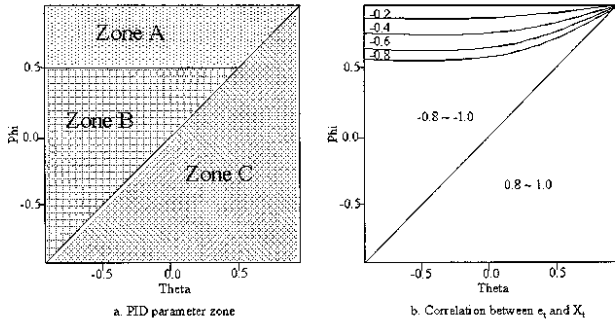 Zone A
Zone B
Zone C
0.5
0.0
-0.5
Phi
-0.5
0.0
0.5
Theta
a. PID parameter zone
-0.2
-0.4
-0.6
-0.8
-0.8 ~ -1.0
0.8 ~ 1.0
0.5
0.0
-0.5
Phi
-0.5
0.0
0.5
Theta
b. Correlation between e_t and X_t